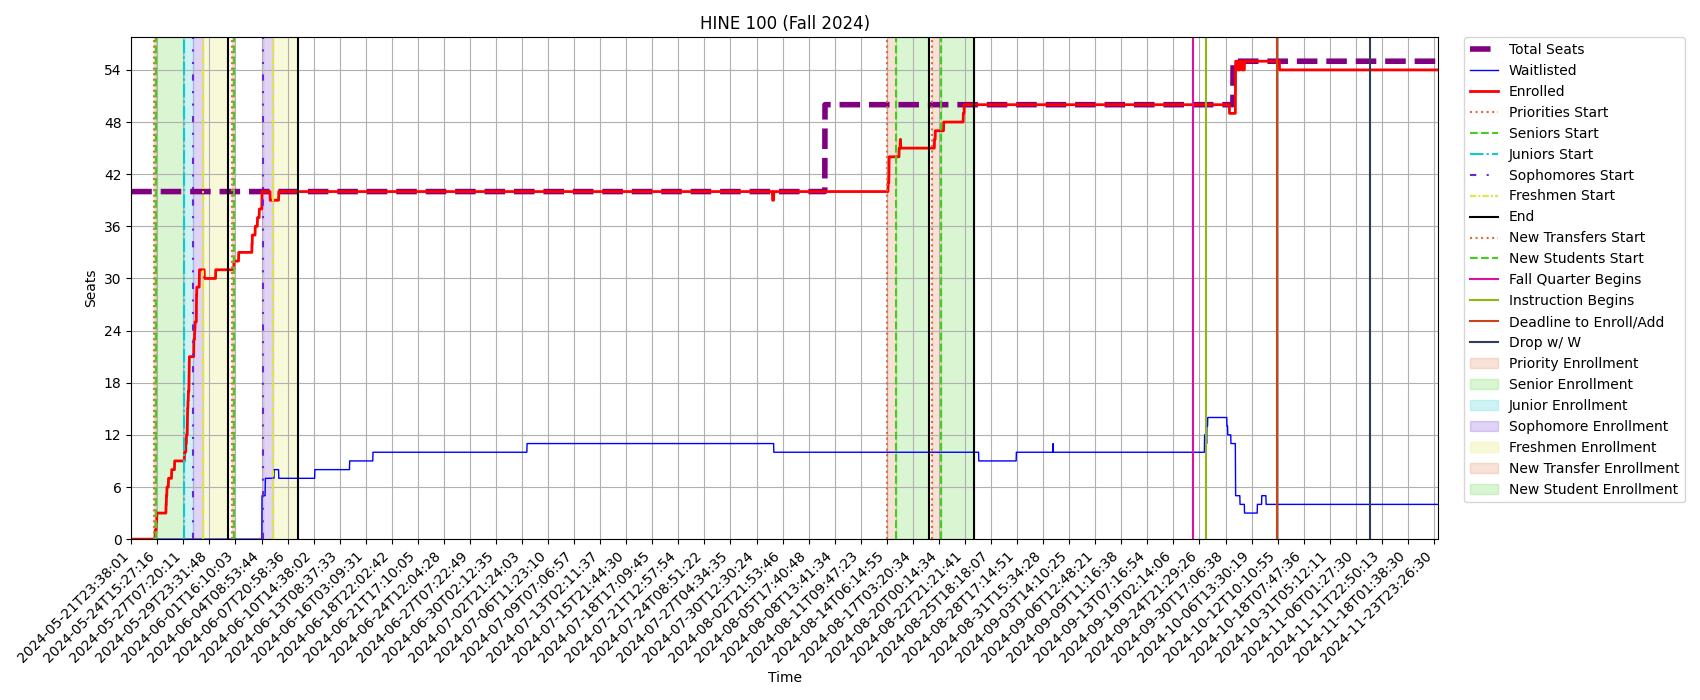 HINE 100 (Fall 2024)
Seats
54
48
42
36
30
24
18
12
6
0
2024-05-21T23:38:01
2024-05-24T15:27:16
2024-05-27T07:20:11
2024-05-29T23:31:48
2024-06-01T16:10:03
2024-06-04T08:53:44
2024-06-07T20:58:36
2024-06-10T14:38:02
2024-06-13T08:37:33
2024-06-16T03:09:31
2024-06-18T22:02:42
2024-06-21T17:10:05
2024-06-24T12:04:28
2024-06-27T07:22:49
2024-06-30T02:12:35
2024-07-02T21:24:03
2024-07-06T11:23:10
2024-07-09T07:06:57
2024-07-13T02:11:37
2024-07-15T21:44:30
2024-07-18T17:09:45
2024-07-21T12:57:54
2024-07-24T08:51:22
2024-07-27T04:34:35
2024-07-30T12:30:24
2024-08-02T21:53:46
2024-08-05T17:40:48
2024-08-08T13:41:34
2024-08-11T09:47:23
2024-08-14T06:14:55
2024-08-17T03:20:34
2024-08-20T00:14:34
2024-08-22T21:21:41
2024-08-25T18:18:07
2024-08-28T17:14:51
2024-08-31T15:34:28
2024-09-03T14:10:25
2024-09-06T12:48:21
2024-09-09T11:16:38
2024-09-13T07:16:54
2024-09-19T02:14:06
2024-09-24T21:29:26
2024-09-30T17:06:38
2024-10-06T13:30:19
2024-10-12T10:10:55
2024-10-18T07:47:36
2024-10-31T05:12:11
2024-11-06T01:27:30
2024-11-11T22:50:13
2024-11-18T01:38:30
2024-11-23T23:26:30
Time
Total Seats
Waitlisted
Enrolled
Priorities Start
Seniors Start
Juniors Start
Sophomores Start
Freshmen Start
End
New Transfers Start
New Students Start
Fall Quarter Begins
Instruction Begins
Deadline to Enroll/Add
Drop w/ W
Priority Enrollment
Senior Enrollment
Junior Enrollment
Sophomore Enrollment
Freshmen Enrollment
New Transfer Enrollment
New Student Enrollment